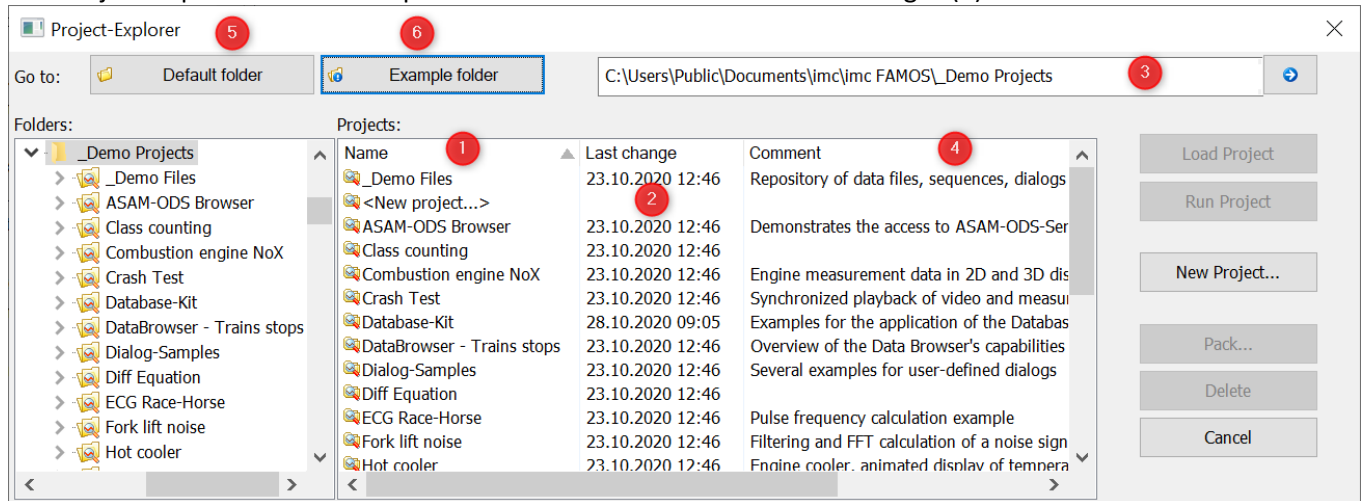 Project-Explorer
5
6
Go to:
Default folder
Example folder
C:\Users\Public\Documents\imc\imc FAMOS\_Demo Projects
3
Folders:
_Demo Projects
_Demo Files
ASAM-ODS Browser
Class counting
Combustion engine NoX
Crash Test
Database-Kit
DataBrowser - Trains stops
Dialog-Samples
Diff Equation
ECG Race-Horse
Fork lift noise
Hot cooler
Projects:
Name 1 Last change Comment 4
_Demo Files 23.10.2020 12:46 Repository of data files, sequences, dialogs
<New project...> 2
ASAM-ODS Browser 23.10.2020 12:46 Demonstrates the access to ASAM-ODS-Ser
Class counting 23.10.2020 12:46
Combustion engine NoX 23.10.2020 12:46 Engine measurement data in 2D and 3D dis
Crash Test 23.10.2020 12:46 Synchronized playback of video and measu
Database-Kit 28.10.2020 09:05 Examples for the application of the Databas
DataBrowser - Trains stops 23.10.2020 12:46 Overview of the Data Browser's capabilities
Dialog-Samples 23.10.2020 12:46 Several examples for user-defined dialogs
Diff Equation 23.10.2020 12:46
ECG Race-Horse 23.10.2020 12:46 Pulse frequency calculation example
Fork lift noise 23.10.2020 12:46 Filtering and FFT calculation of a noise sign
Hot cooler 23.10.2020 12:46 Engine cooler, animated display of tempera
Load Project
Run Project
New Project...
Pack...
Delete
Cancel